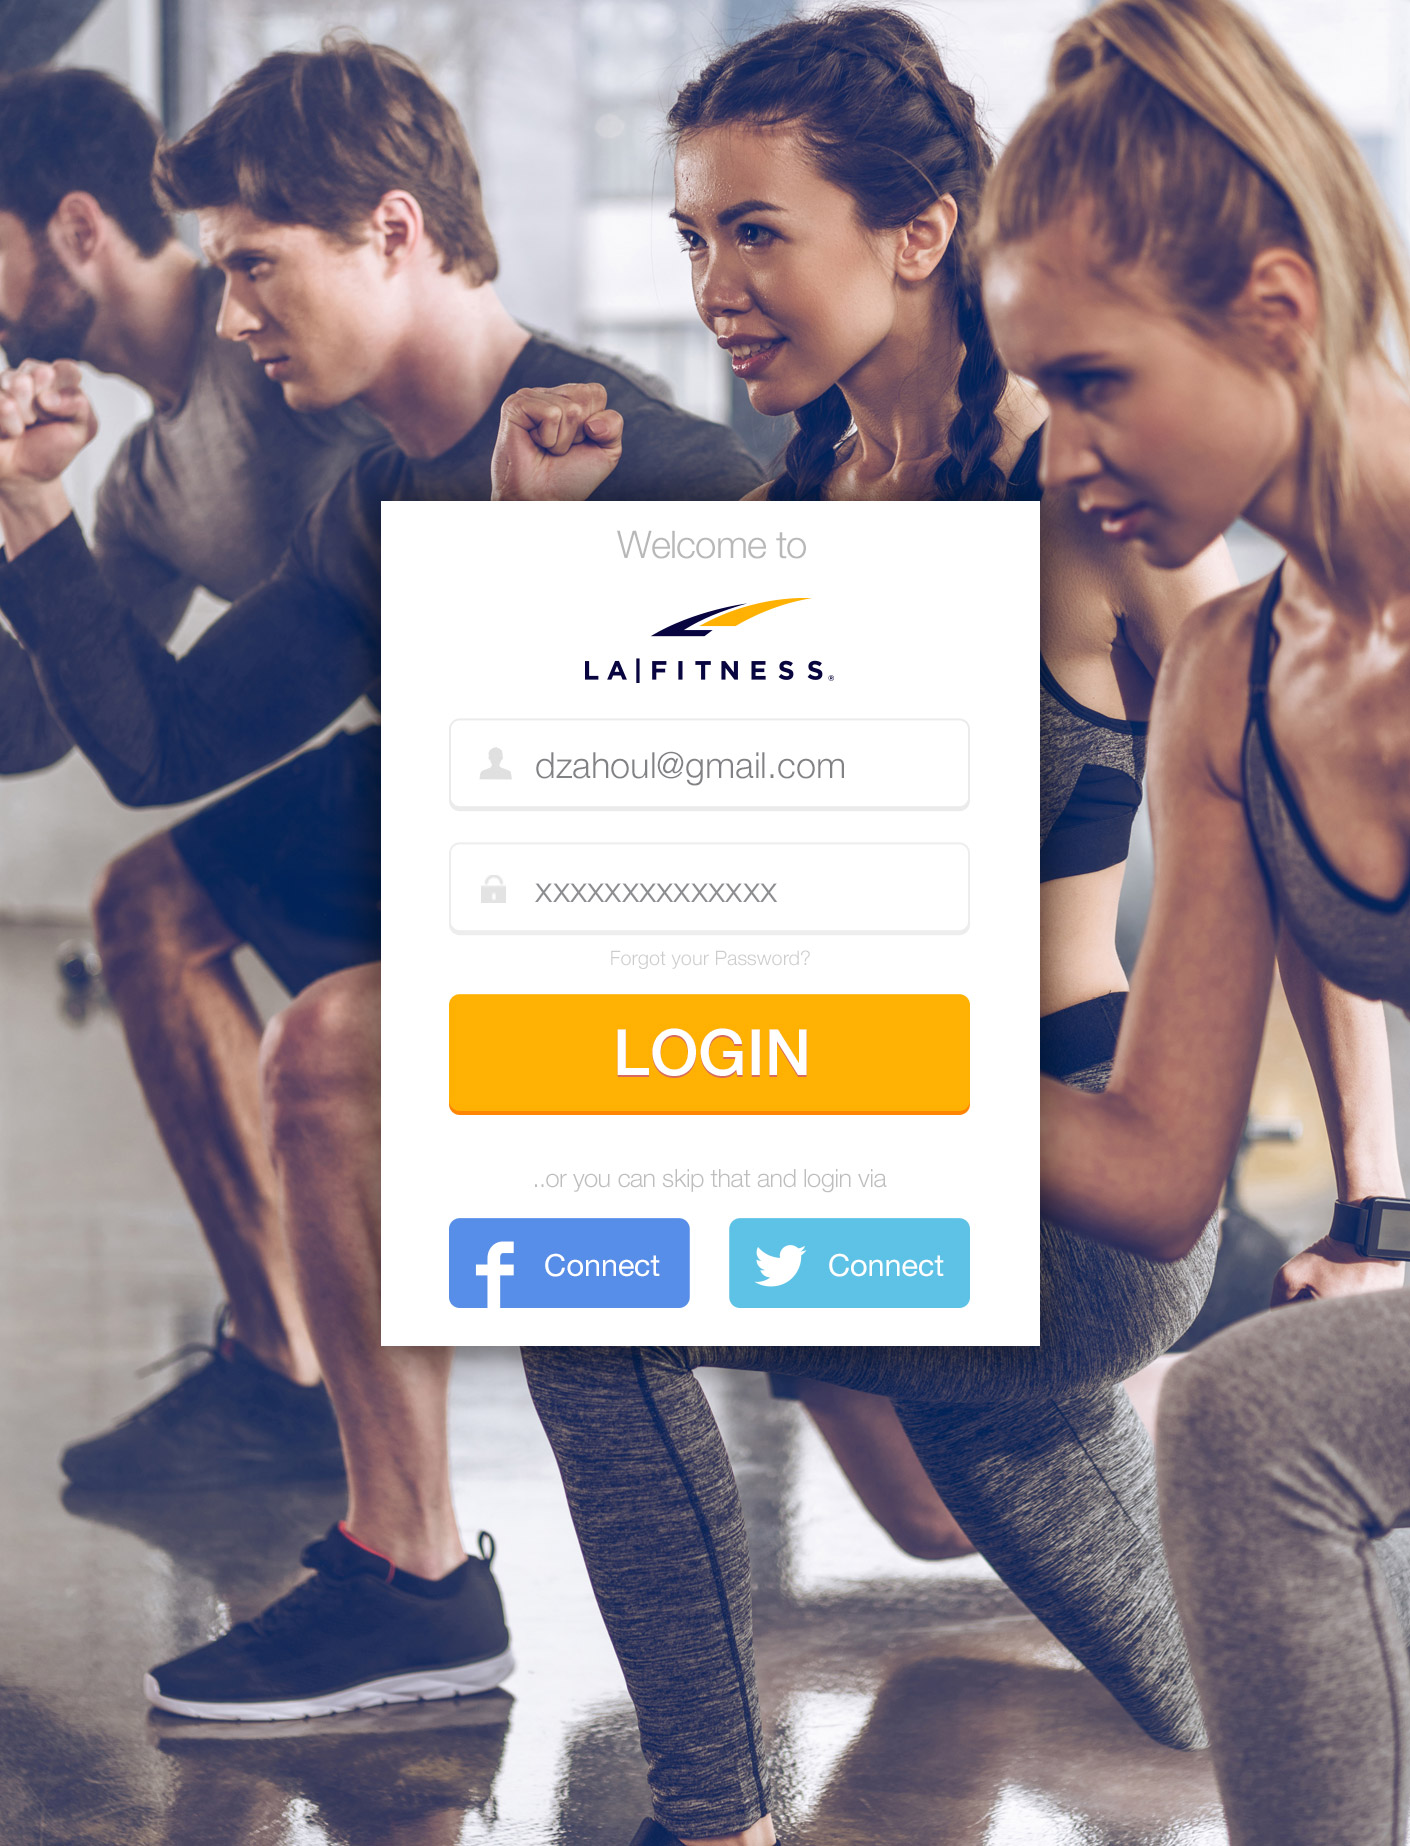 Welcome to
LA|FITNESS®
dzahoul@gmail.com
xxxxxxxxxxxxxx
Forgot your Password?
LOGIN
..or you can skip that and login via
f Connect
Connect